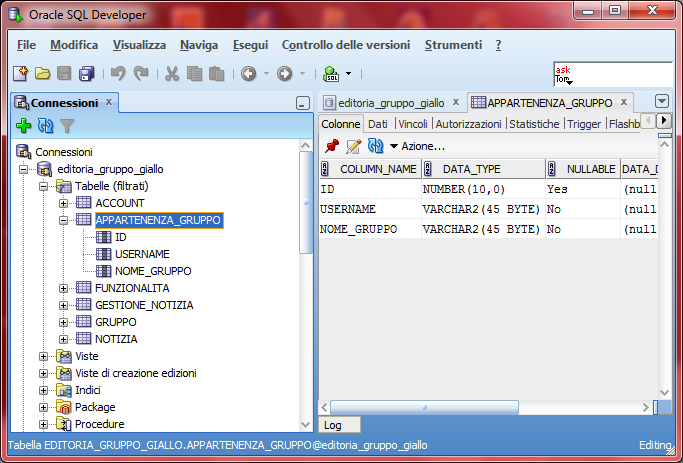 Oracle SQL Developer
File Modifica Visualizza Naviga Esegui Controllo delle versioni Strumenti ?
SQL
ask
Tom
Connessioni x
editoria_gruppo_giallo x APPARTENENZA_GRUPPO x
Colonne Dati Vincoli Autorizzazioni Statistiche Trigger Flashb
Azione...
COLUMN_NAME DATA_TYPE NULLABLE DATA_D
ID NUMBER(10,0) Yes (null
USERNAME VARCHAR2(45 BYTE) No (null
NOME_GRUPPO VARCHAR2(45 BYTE) No (null
Connessioni
editoria_gruppo_giallo
Tabelle (filtrati)
ACCOUNT
APPARTENENZA_GRUPPO
ID
USERNAME
NOME_GRUPPO
FUNZIONALITA
GESTIONE_NOTIZIA
GRUPPO
NOTIZIA
Viste
Viste di creazione edizioni
Indici
Package
Procedure
Log
Tabella EDITORIA_GRUPPO_GIALLO.APPARTENENZA_GRUPPO@editoria_gruppo_giallo Editing